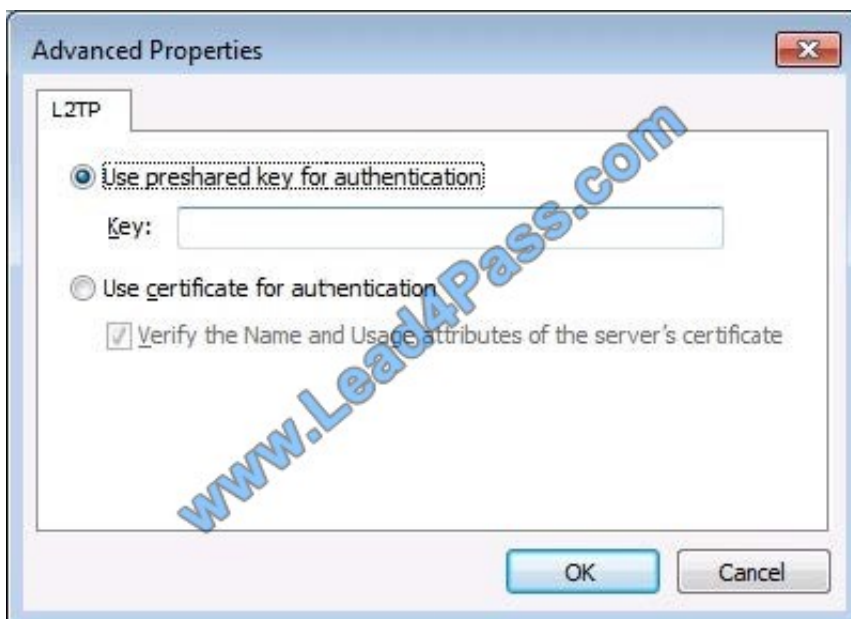 Advanced Properties
L2TP
Use preshared key for authentication
Key:
Use certificate for authentication
Verify the Name and Usage attributes of the server's certificate
www.Lead4Pass.com
OK
Cancel